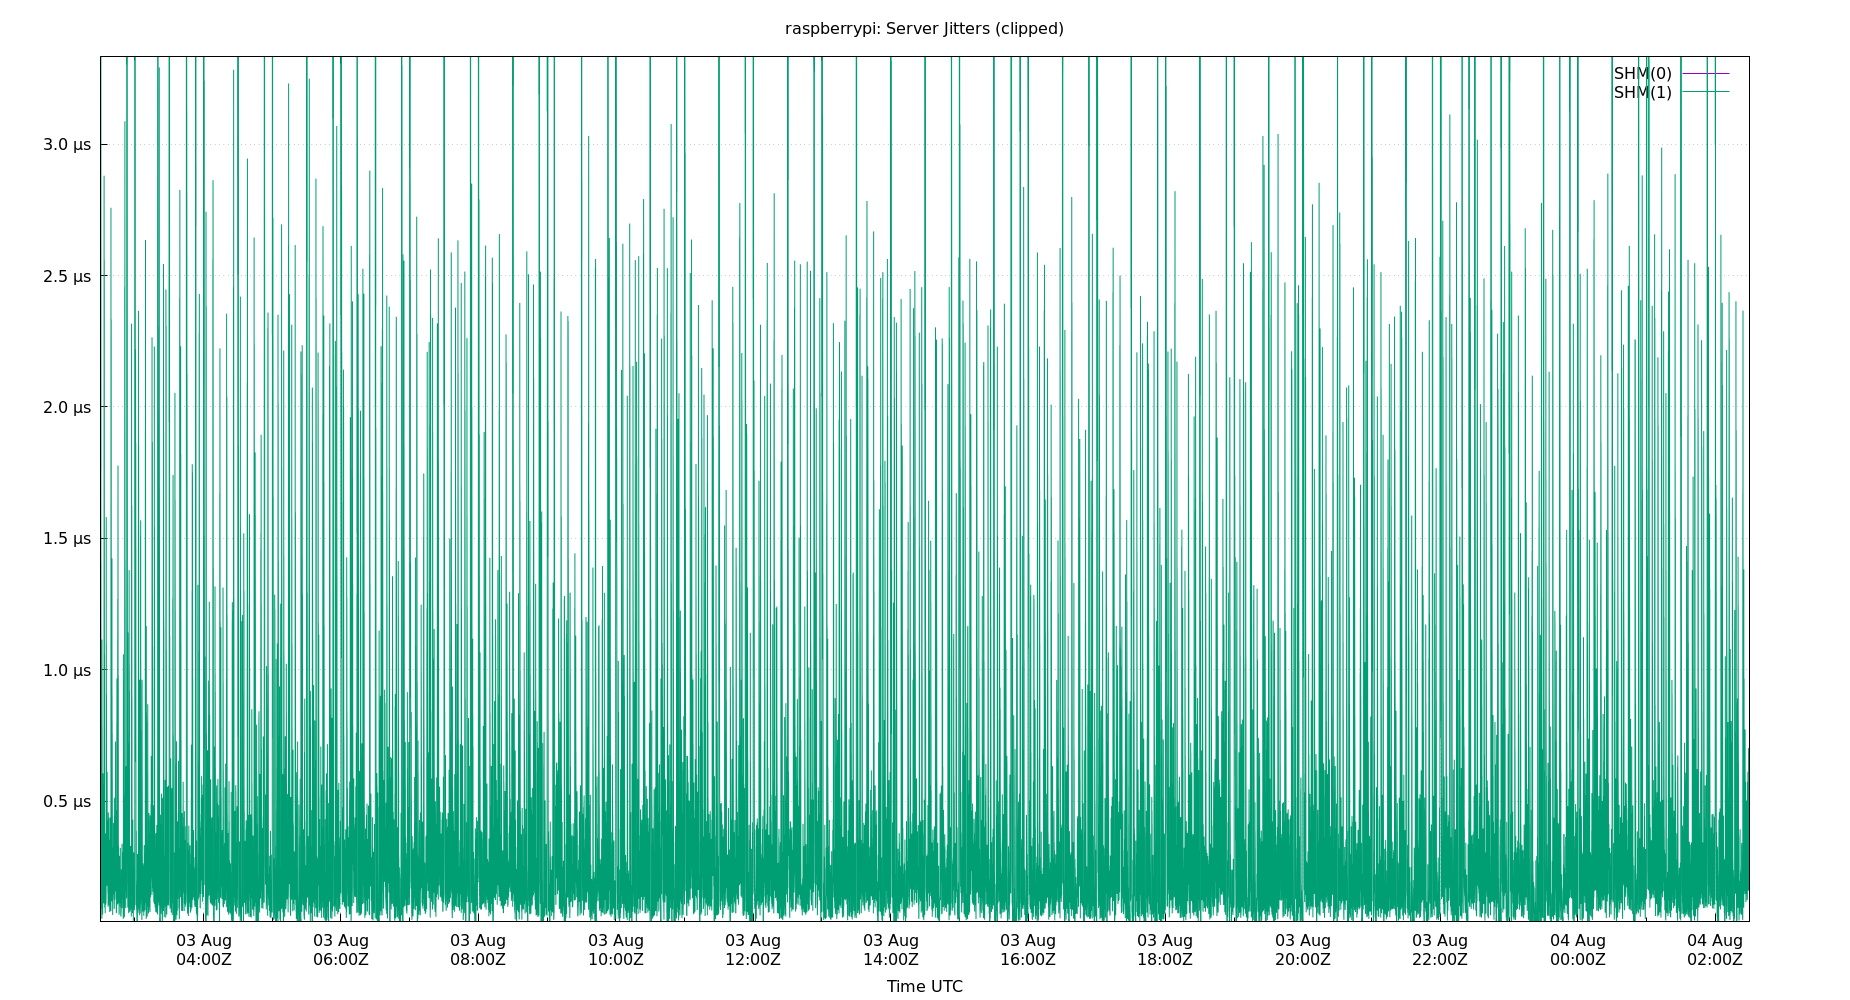 raspberrypi: Server Jitters (clipped)
SHM(0)
SHM(1)
3.0 µs
2.5 µs
2.0 µs
1.5 µs
1.0 µs
0.5 µs
03 Aug 03 Aug 03 Aug 03 Aug 03 Aug 03 Aug 03 Aug 03 Aug 03 Aug 03 Aug 04 Aug 04 Aug
04:00Z 06:00Z 08:00Z 10:00Z 12:00Z 14:00Z 16:00Z 18:00Z 20:00Z 22:00Z 00:00Z 02:00Z
Time UTC